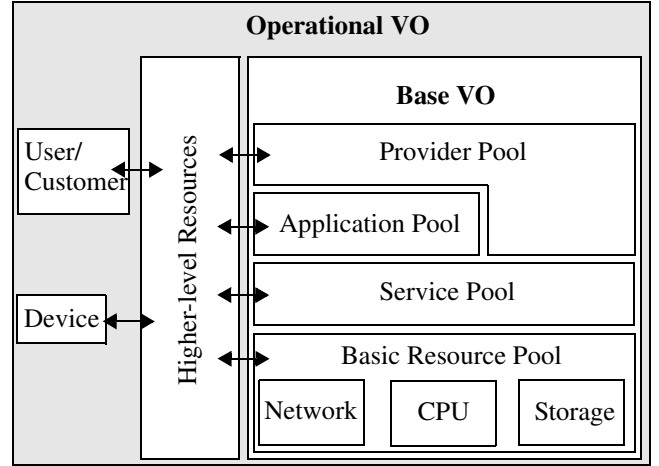 Operational VO
Base VO
User/
Customer
Device
Higher-level Resources
Provider Pool
Application Pool
Service Pool
Basic Resource Pool
Network
CPU
Storage